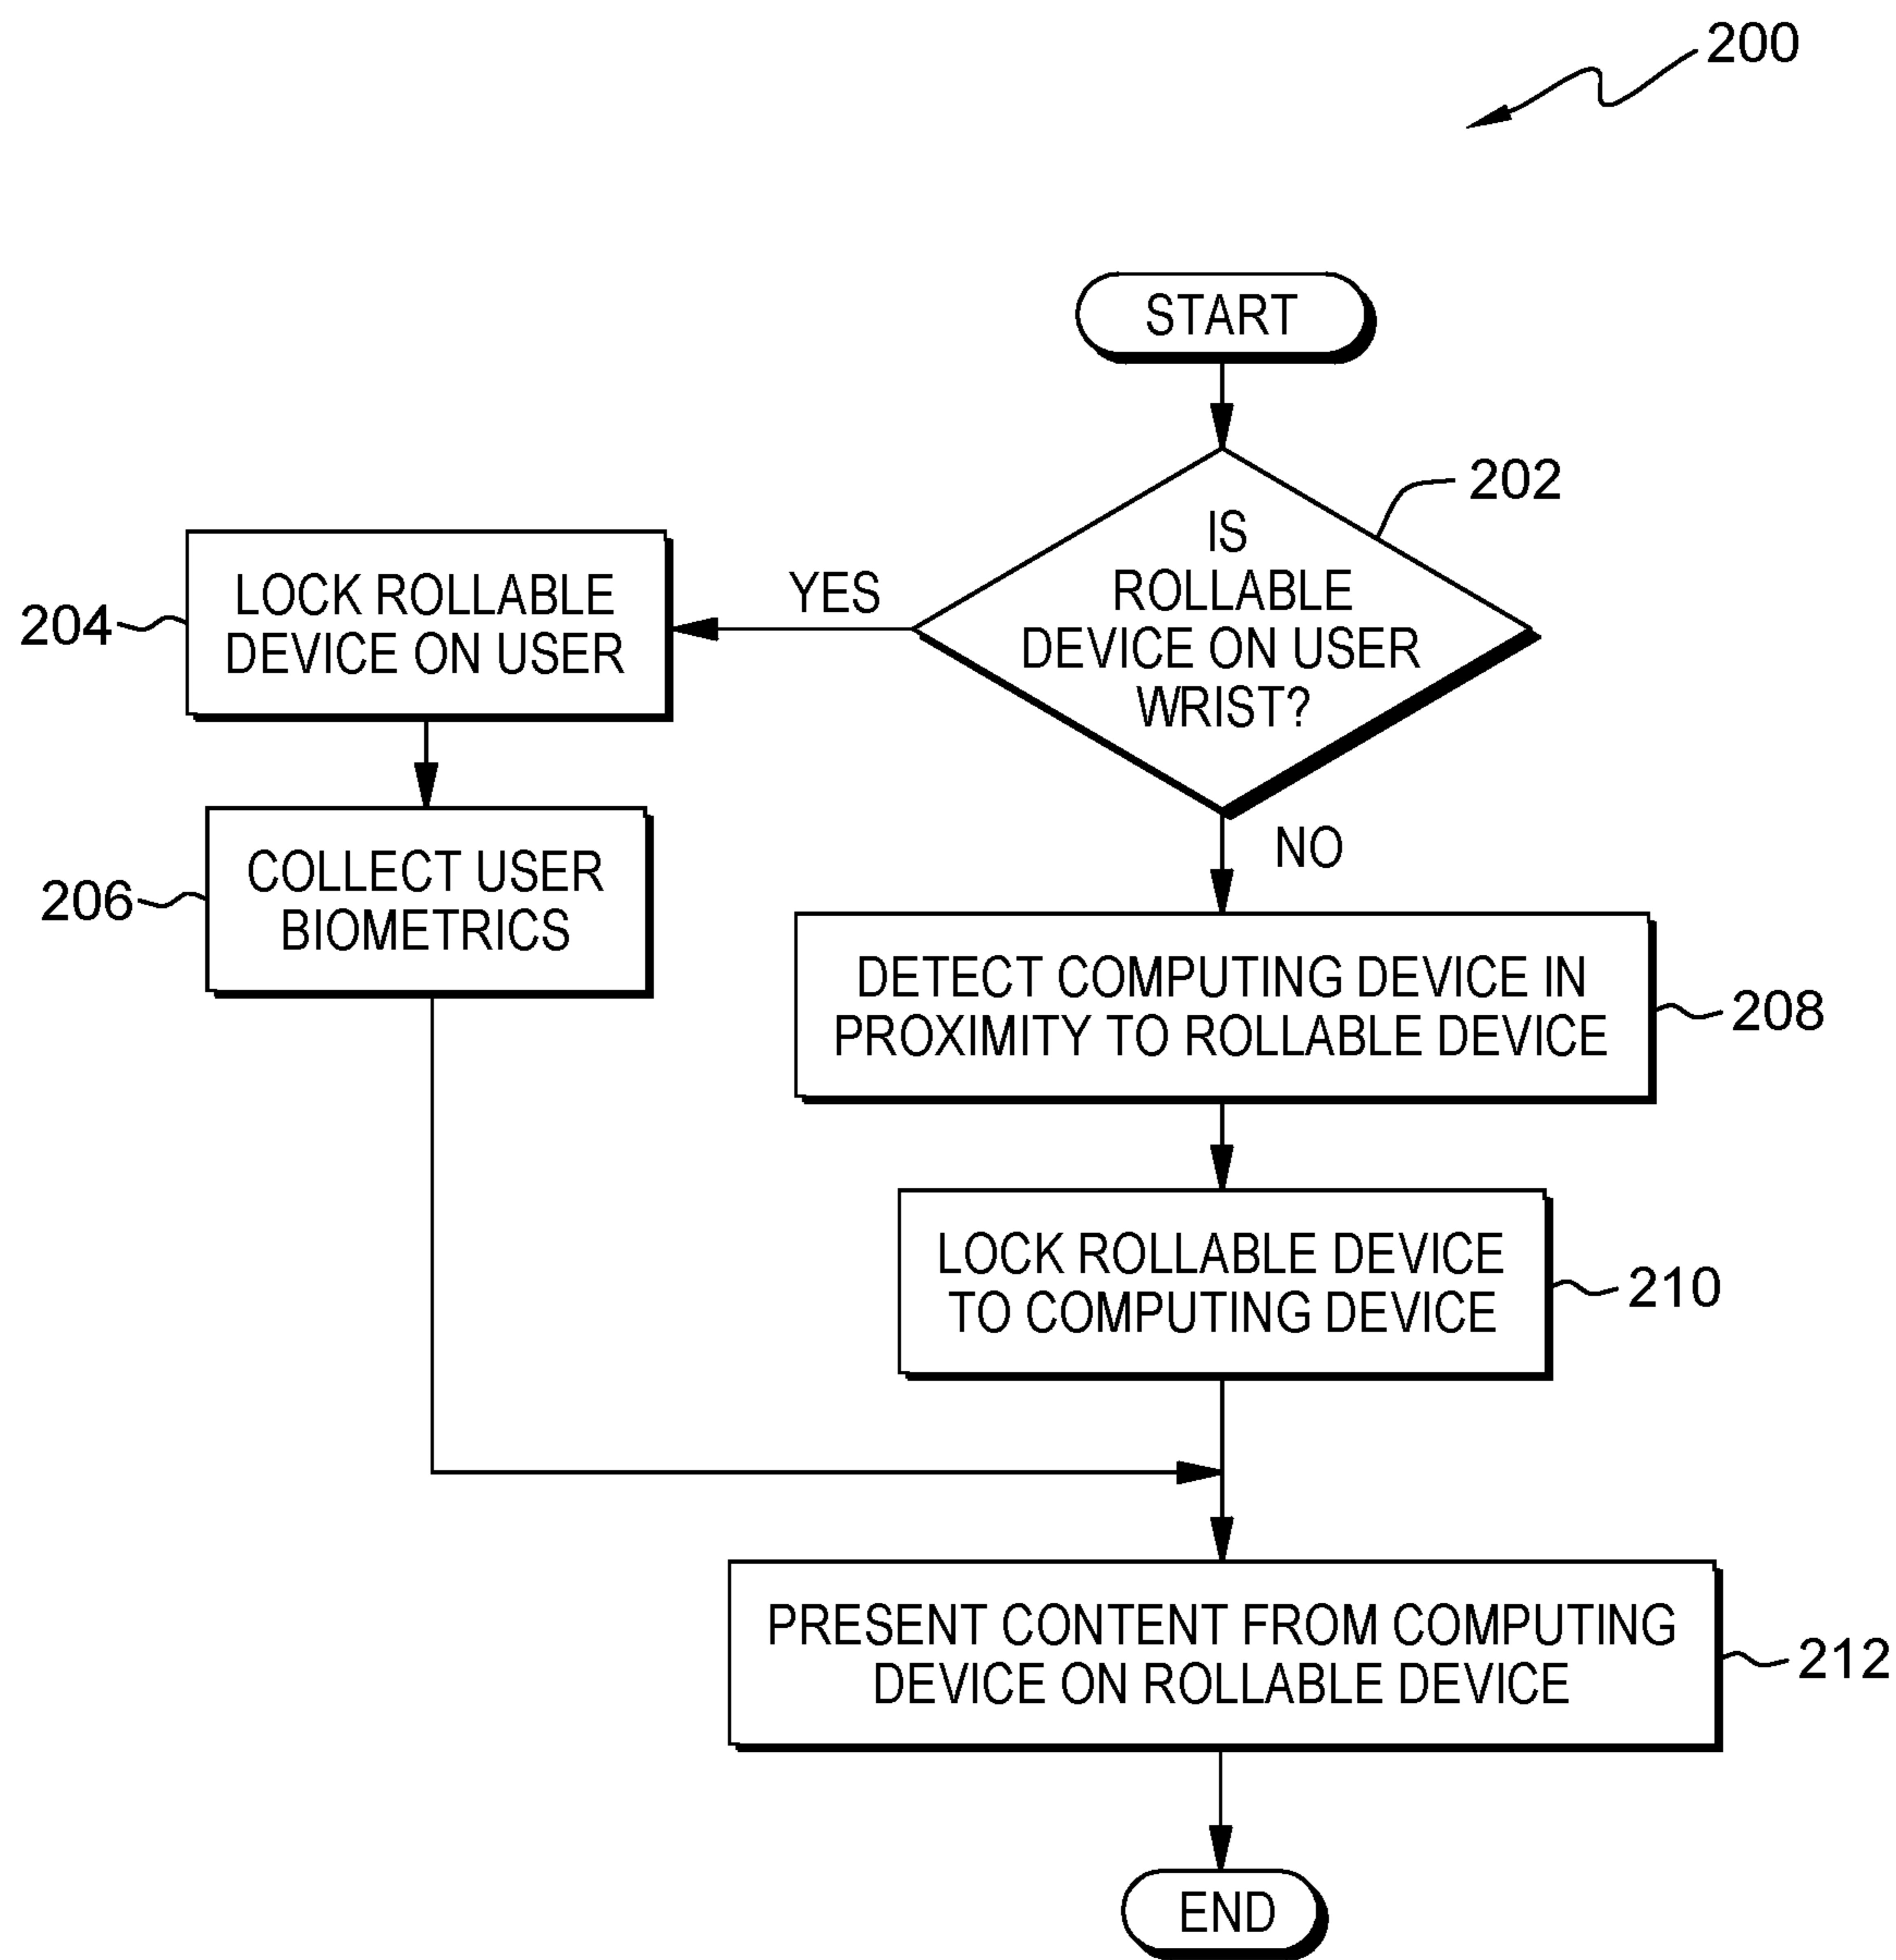 200
START
202
IS
ROLLABLE
DEVICE ON USER
WRIST?
YES
204
LOCK ROLLABLE
DEVICE ON USER
206
COLLECT USER
BIOMETRICS
NO
DETECT COMPUTING DEVICE IN
PROXIMITY TO ROLLABLE DEVICE
208
LOCK ROLLABLE DEVICE
TO COMPUTING DEVICE
210
PRESENT CONTENT FROM COMPUTING
DEVICE ON ROLLABLE DEVICE
212
END